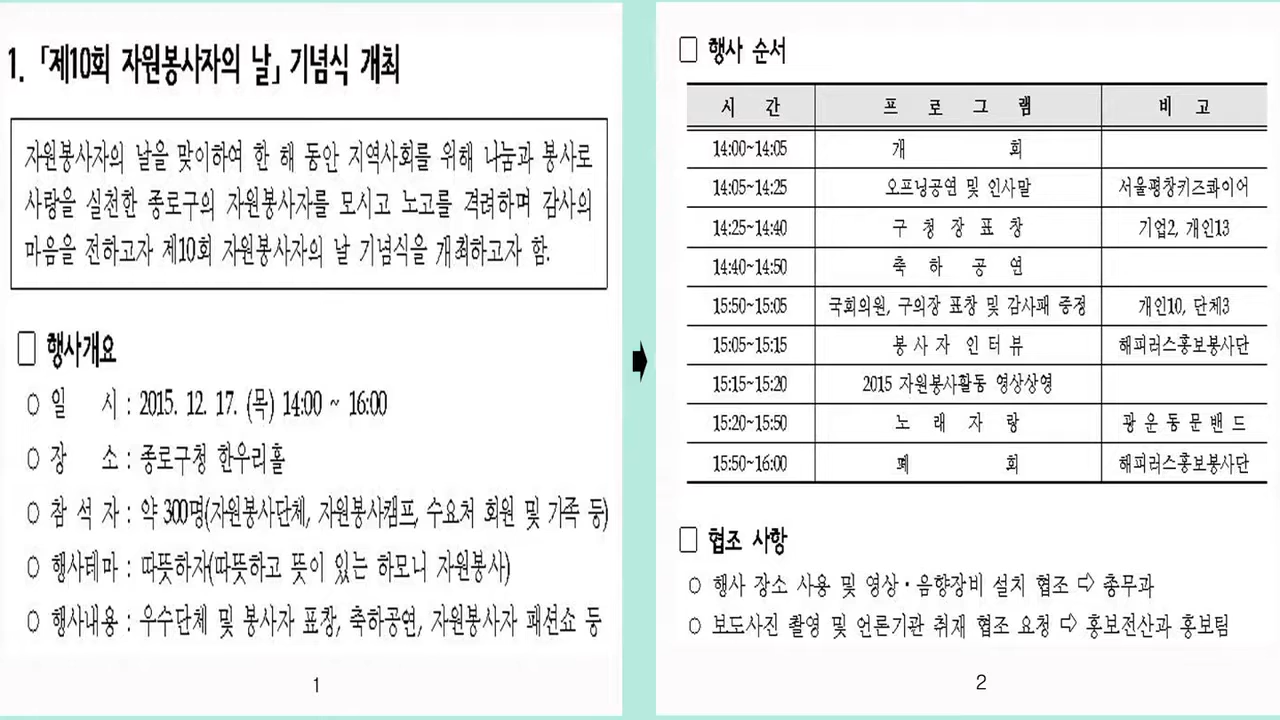 1. 「제10회 자원봉사자의 날」 기념식 개최
자원봉사자의 날을 맞이하여 한 해 동안 지역사회를 위해 나눔과 봉사로
사랑을 실천한 종로구의 자원봉사자를 모시고 노고를 격려하며 감사의
마음을 전하고자 제10회 자원봉사자의 날 기념식을 개최하고자 함.
□ 행사개요
○ 일 시 : 2015. 12. 17. (목) 14:00 ~ 16:00
○ 장 소 : 종로구청 한우리홀
○ 참 석 자 : 약 300명(자원봉사단체, 자원봉사캠프, 수요처 회원 및 가족 등)
○ 행사테마 : 따뜻하자(따뜻하고 뜻이 있는 하모니 자원봉사)
○ 행사내용 : 우수단체 및 봉사자 표창, 축하공연, 자원봉사자 패션쇼 등
1
□ 행사 순서
시 간 프 로 그 램 비 고
14:00~14:05 개 회
14:05~14:25 오프닝공연 및 인사말 서울평창키즈콰이어
14:25~14:40 구 청 장 표 창 기업2, 개인13
14:40~14:50 축 하 공 연
15:50~15:05 국회의원, 구의장 표창 및 감사패 증정 개인10, 단체3
15:05~15:15 봉 사 자 인 터 뷰 해피러스홍보봉사단
15:15~15:20 2015 자원봉사활동 영상상영
15:20~15:50 노 래 자 랑 광 운 동 문 밴 드
15:50~16:00 폐 회 해피러스홍보봉사단
□ 협조 사항
○ 행사 장소 사용 및 영상·음향장비 설치 협조 ⇨ 총무과
○ 보도사진 촬영 및 언론기관 취재 협조 요청 ⇨ 홍보전산과 홍보팀
2